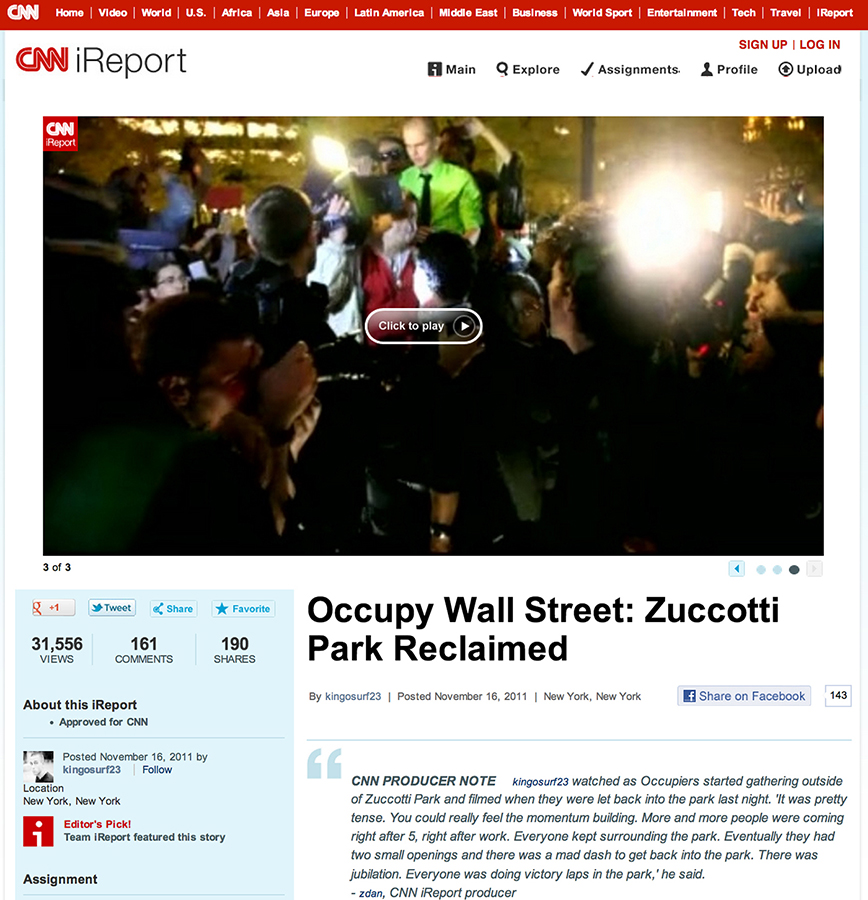 CNN Home Video World U.S. Africa Asia Europe Latin America Middle East Business World Sport Entertainment Tech Travel iReport
SIGN UP | LOG IN
CNN iReport
i Main Explore Assignments Profile Upload
CNN
iReport
Click to play
3 of 3
g +1 Tweet Share Favorite
31,556 161 190
VIEWS COMMENTS SHARES
About this iReport
• Approved for CNN
Posted November 16, 2011 by
kingosurf23 | Follow
Location
New York, New York
Editor's Pick!
Team iReport featured this story
Assignment
Occupy Wall Street: Zuccotti
Park Reclaimed
By kingosurf23 | Posted November 16, 2011 | New York, New York f Share on Facebook 143
“ CNN PRODUCER NOTE kingosurf23 watched as Occupiers started gathering outside
of Zuccotti Park and filmed when they were let back into the park last night. 'It was pretty
tense. You could really feel the momentum building. More and more people were coming
right after 5, right after work. Everyone kept surrounding the park. Eventually they had
two small openings and there was a mad dash to get back into the park. There was
jubilation. Everyone was doing victory laps in the park,' he said.
- zdan, CNN iReport producer